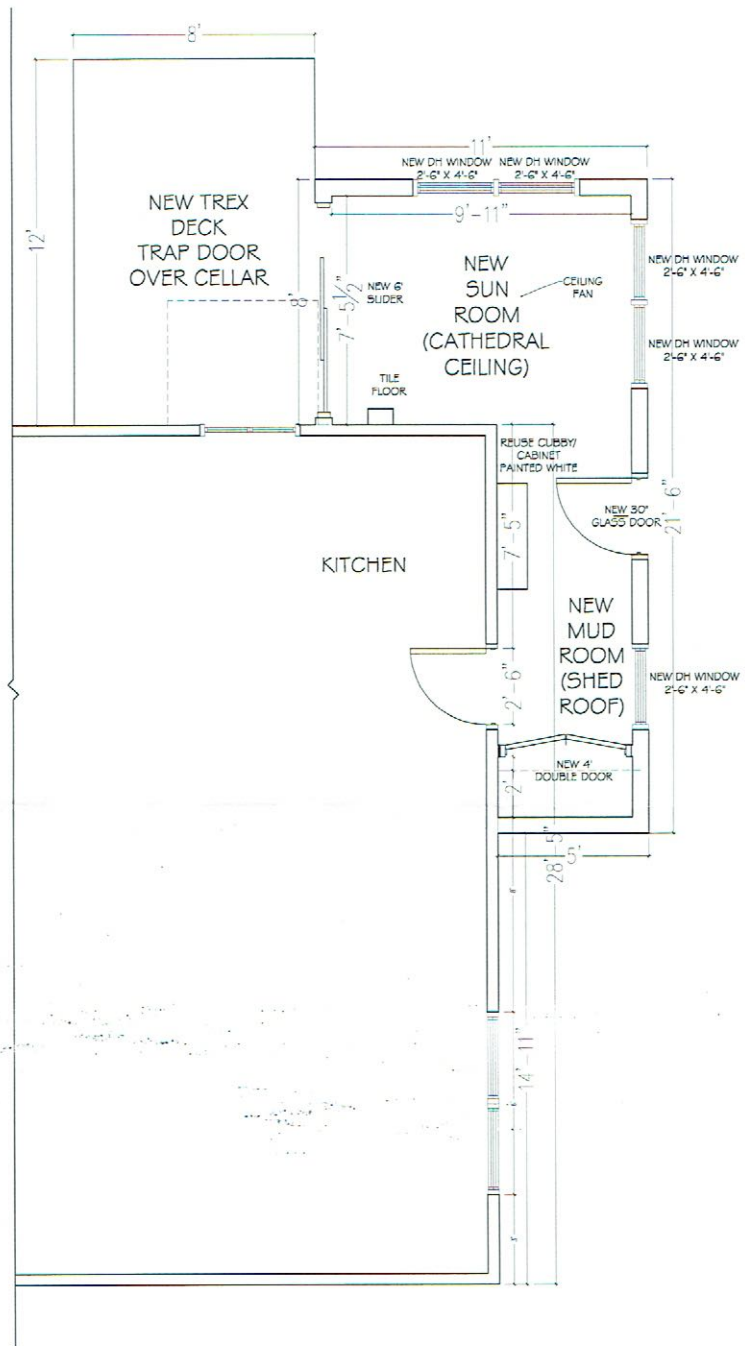 8'
12'
NEW TREX
DECK
TRAP DOOR
OVER CELLAR
11'
NEW DH WINDOW
2'-6" X 4'-6"
NEW DH WINDOW
2'-6" X 4'-6"
9'-11"
8'
7'-5½"
NEW 6'
SLIDER
NEW
SUN
ROOM
(CATHEDRAL
CEILING)
CEILING
FAN
NEW DH WINDOW
2'-6" X 4'-6"
NEW DH WINDOW
2'-6" X 4'-6"
TILE
FLOOR
REUSE CUBBY/
CABINET
PAINTED WHITE
NEW 30"
GLASS DOOR
21'-6"
7'-5"
KITCHEN
NEW
MUD
ROOM
(SHED
ROOF)
2'-6"
NEW DH WINDOW
2'-6" X 4'-6"
NEW 4'
DOUBLE DOOR
2'
5'
28'-5"
14'-11"